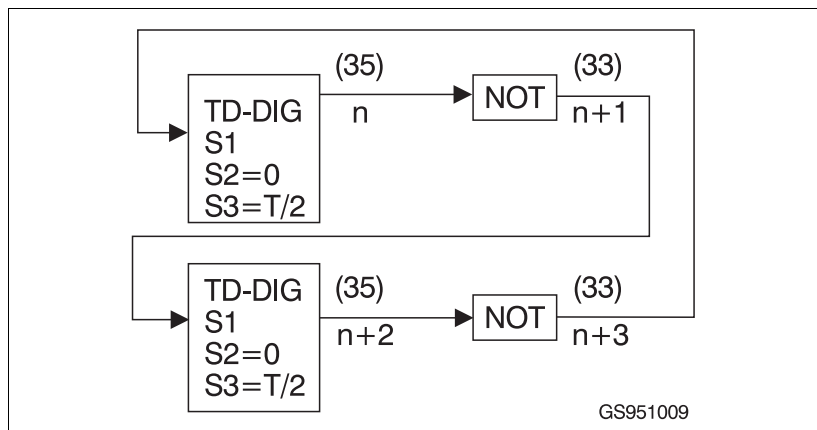 (35)
(33)
TD-DIG
S1
S2=0
S3=T/2
n
NOT
n+1
(35)
(33)
TD-DIG
S1
S2=0
S3=T/2
n+2
NOT
n+3
GS951009